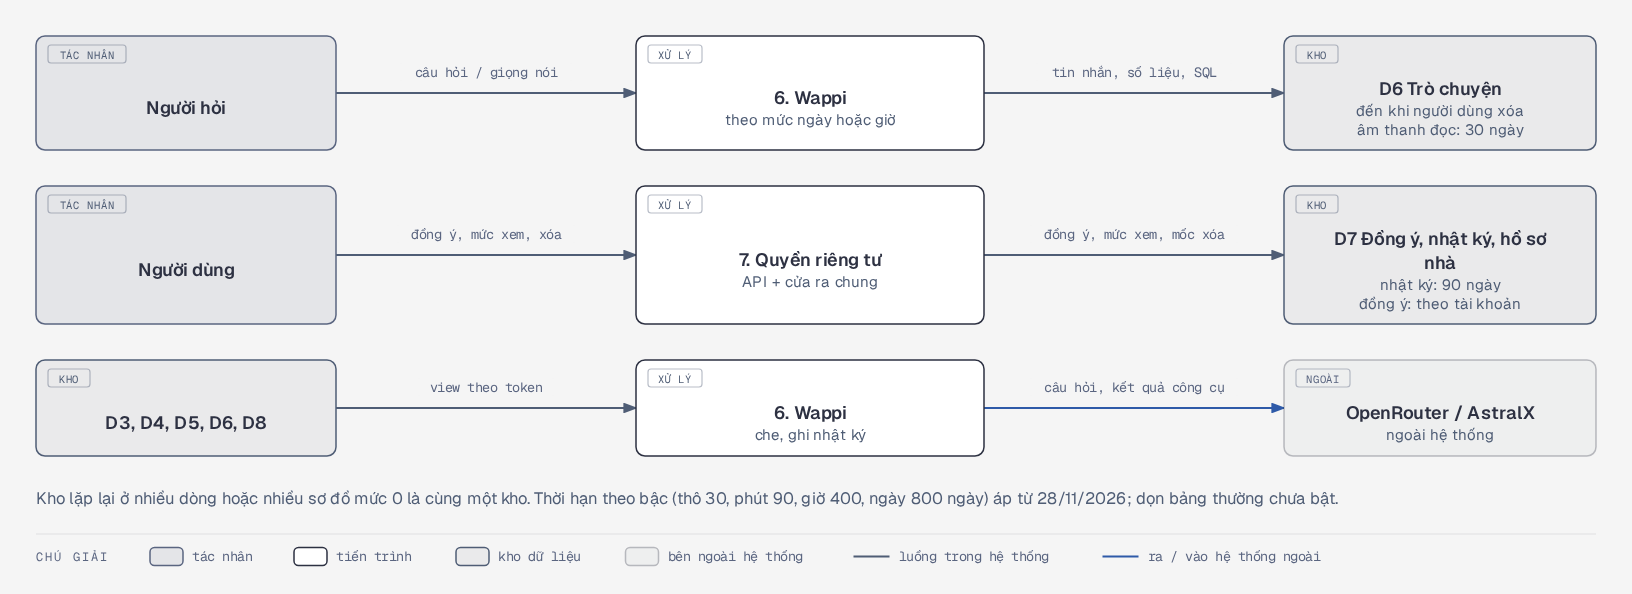 TÁC NHÂN
Người hỏi
câu hỏi / giọng nói
XỬ LÝ
6. Wappi
theo mức ngày hoặc giờ
tin nhắn, số liệu, SQL
KHO
D6 Trò chuyện
đến khi người dùng xóa
âm thanh đọc: 30 ngày
TÁC NHÂN
Người dùng
đồng ý, mức xem, xóa
XỬ LÝ
7. Quyền riêng tư
API + cửa ra chung
đồng ý, mức xem, mốc xóa
KHO
D7 Đồng ý, nhật ký, hồ sơ
nhà
nhật ký: 90 ngày
đồng ý: theo tài khoản
KHO
D3, D4, D5, D6, D8
view theo token
XỬ LÝ
6. Wappi
che, ghi nhật ký
câu hỏi, kết quả công cụ
NGOÀI
OpenRouter / AstralX
ngoài hệ thống
Kho lặp lại ở nhiều dòng hoặc nhiều sơ đồ mức 0 là cùng một kho. Thời hạn theo bậc (thô 30, phút 90, giờ 400, ngày 800 ngày) áp từ 28/11/2026; dọn bảng thường chưa bật.
CHÚ GIẢI
tác nhân
tiến trình
kho dữ liệu
bên ngoài hệ thống
luồng trong hệ thống
ra / vào hệ thống ngoài